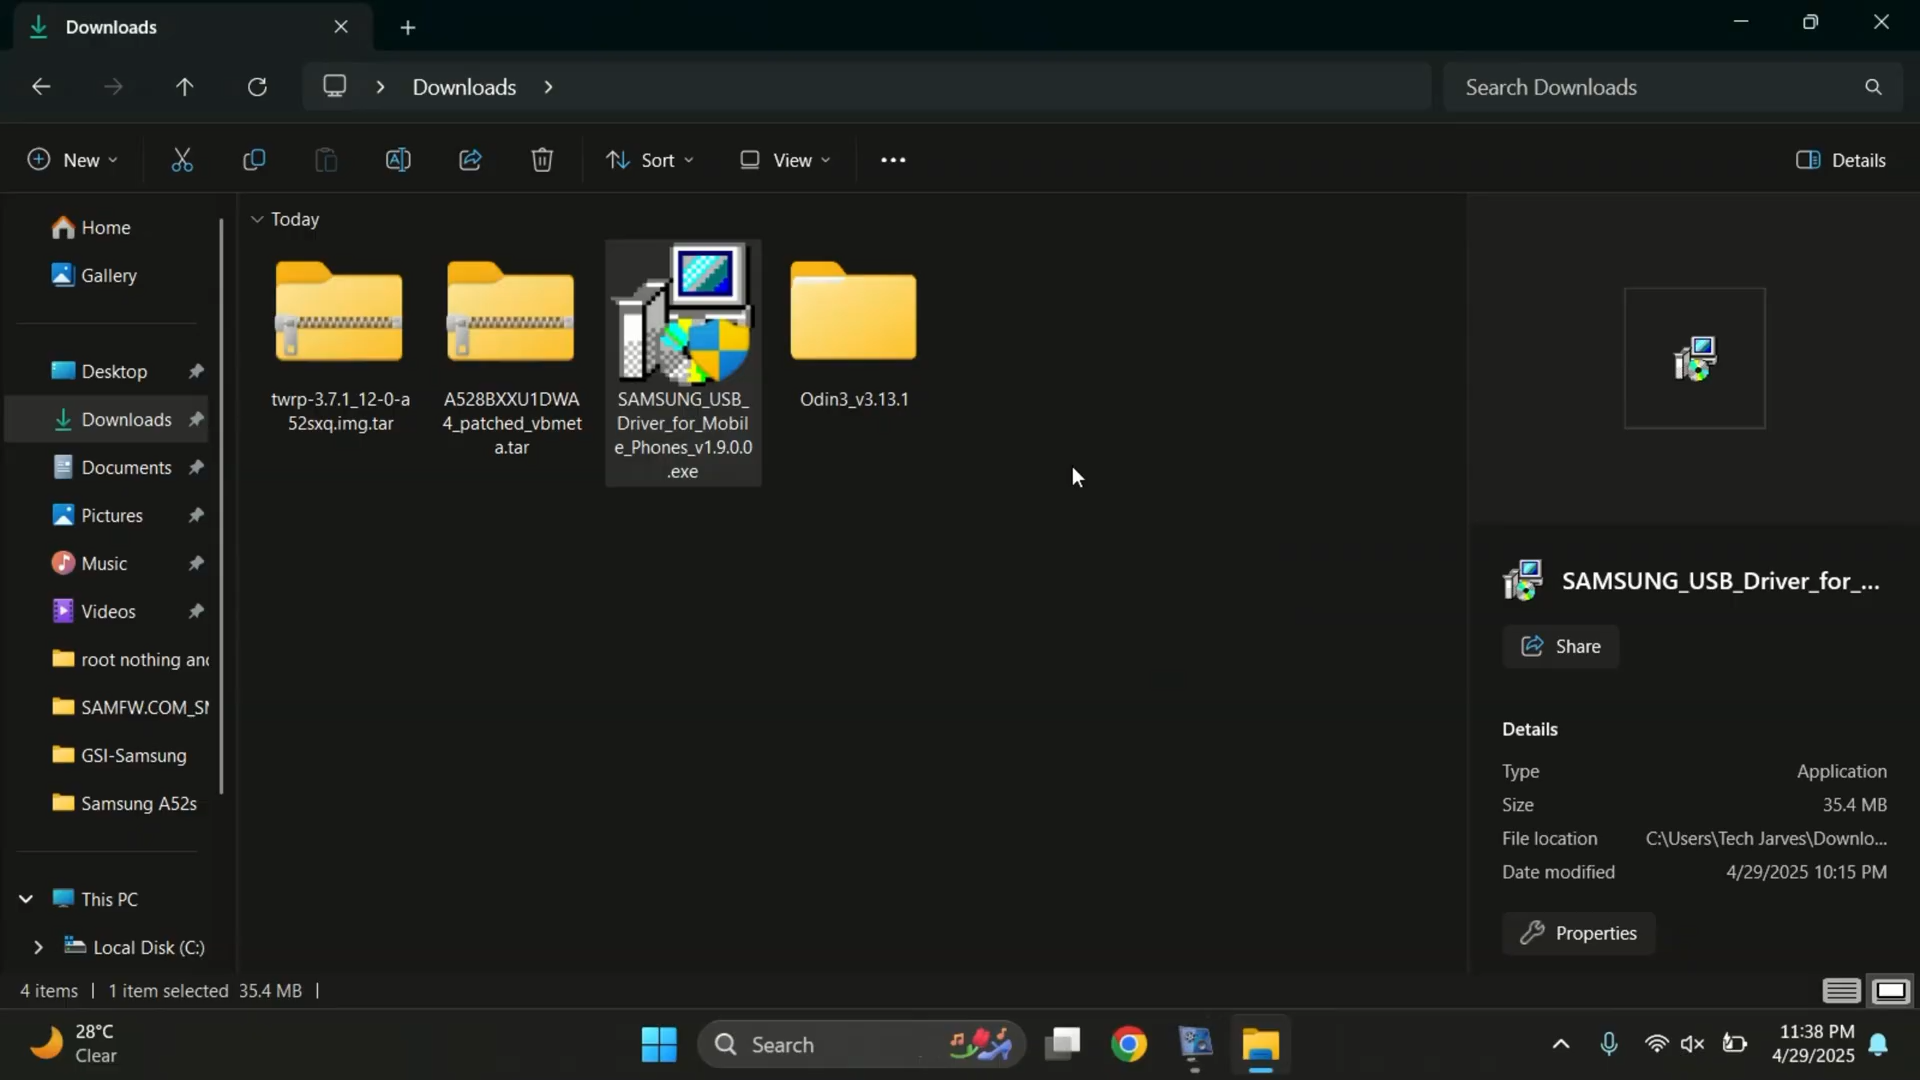 Downloads
Downloads
Search Downloads
New
Sort
View
Details
Home
Gallery
Desktop
Downloads
Documents
Pictures
Music
Videos
root nothing and
SAMFW.COM_SM
GSI-Samsung
Samsung A52s
This PC
Local Disk (C:)
Today
twrp-3.7.1_12-0-a
52sxq.img.tar
A528BXXU1DWA
4_patched_vbmet
a.tar
SAMSUNG_USB_
Driver_for_Mobil
e_Phones_v1.9.0.0
.exe
Odin3_v3.13.1
SAMSUNG_USB_Driver_for_...
Share
Details
Type Application
Size 35.4 MB
File location C:\Users\Tech Jarves\Downlo...
Date modified 4/29/2025 10:15 PM
Properties
4 items | 1 item selected 35.4 MB |
28°C
Clear
Search
11:38 PM
4/29/2025